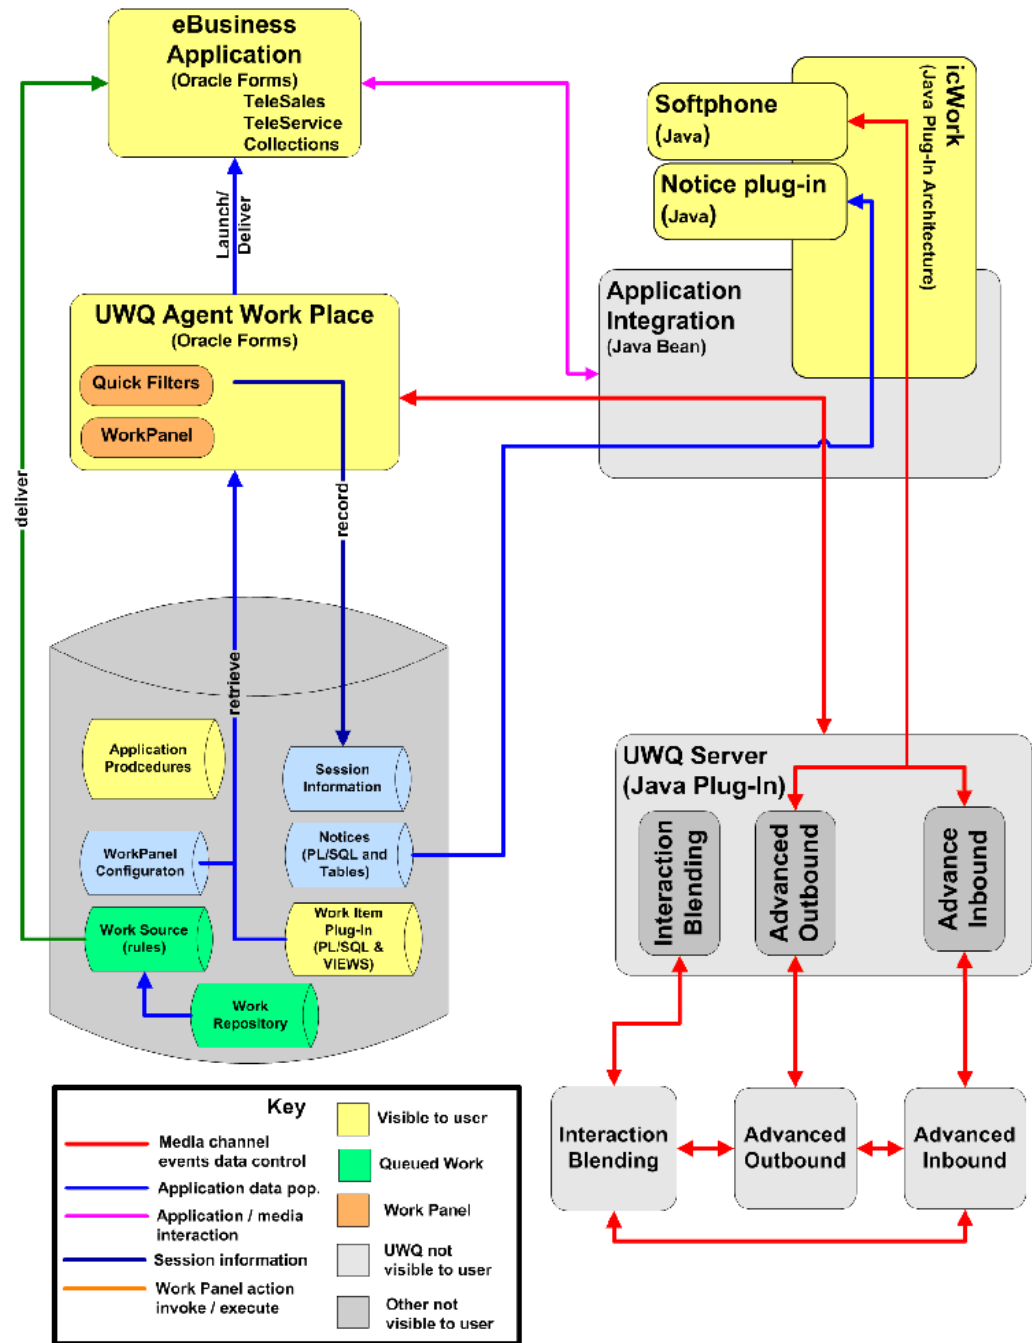 eBusiness
Application
(Oracle Forms)
TeleSales
TeleService
Collections
Softphone
(Java)
Notice plug-in
(Java)
icWork
(Java Plug-In Architecture)
Launch/
Deliver
Application
Integration
(Java Bean)
UWQ Agent Work Place
(Oracle Forms)
Quick Filters
WorkPanel
deliver
record
retrieve
Application
Prodcedures
Session
Information
WorkPanel
Configuraton
Notices
(PL/SQL and
Tables)
Work Source
(rules)
Work Item
Plug-In
(PL/SQL &
VIEWS)
Work
Repository
UWQ Server
(Java Plug-In)
Interaction
Blending
Advanced
Outbound
Advance
Inbound
Interaction
Blending
Advanced
Outbound
Advanced
Inbound
Key
Media channel
events data control
Application data pop.
Application / media
interaction
Session information
Work Panel action
invoke / execute
Visible to user
Queued Work
Work Panel
UWQ not
visible to user
Other not
visible to user